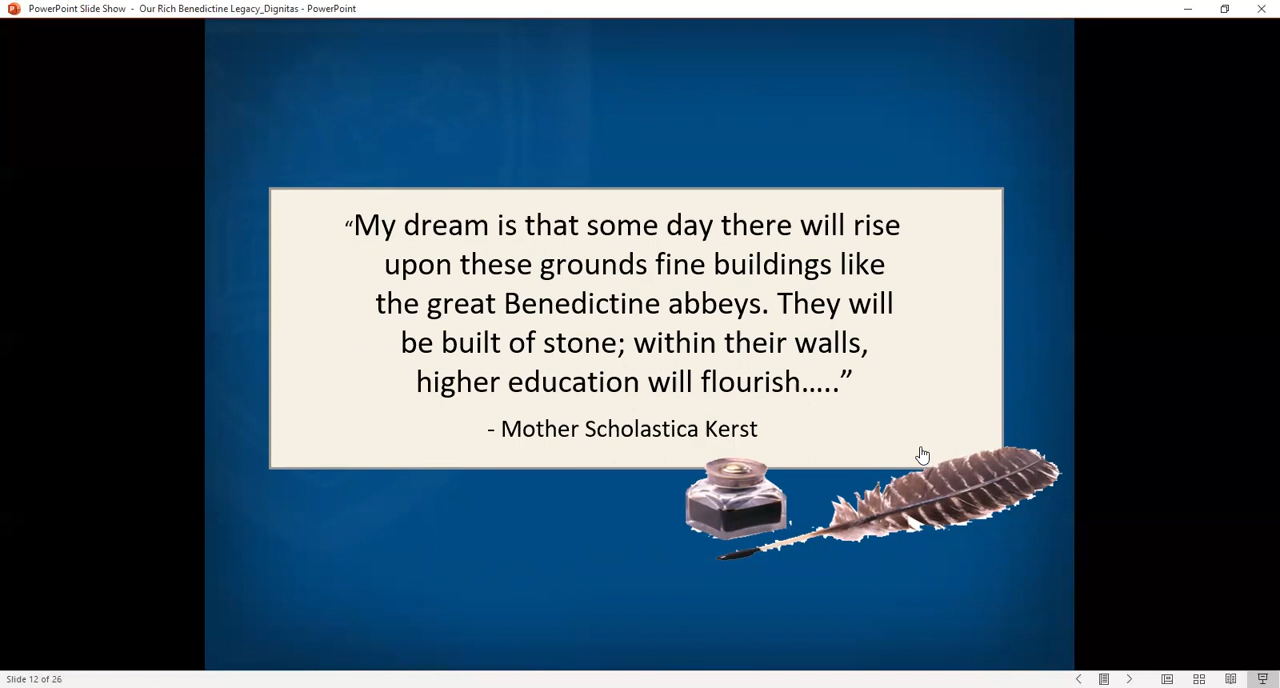 PowerPoint Slide Show - Our Rich Benedictine Legacy_Dignitas - PowerPoint
“My dream is that some day there will rise
upon these grounds fine buildings like
the great Benedictine abbeys. They will
be built of stone; within their walls,
higher education will flourish…..”
- Mother Scholastica Kerst
Slide 12 of 26